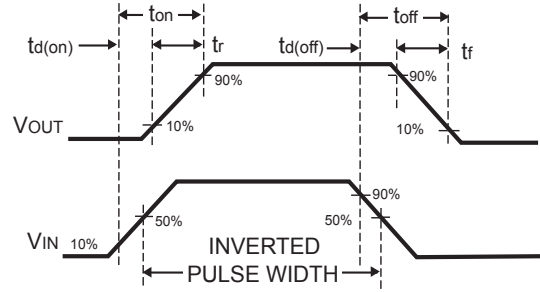 ton toff
td(on) tr td(off) tf
90% 90%
VOUT 10% 10%
90%
50% 50%
VIN 10% INVERTED
PULSE WIDTH